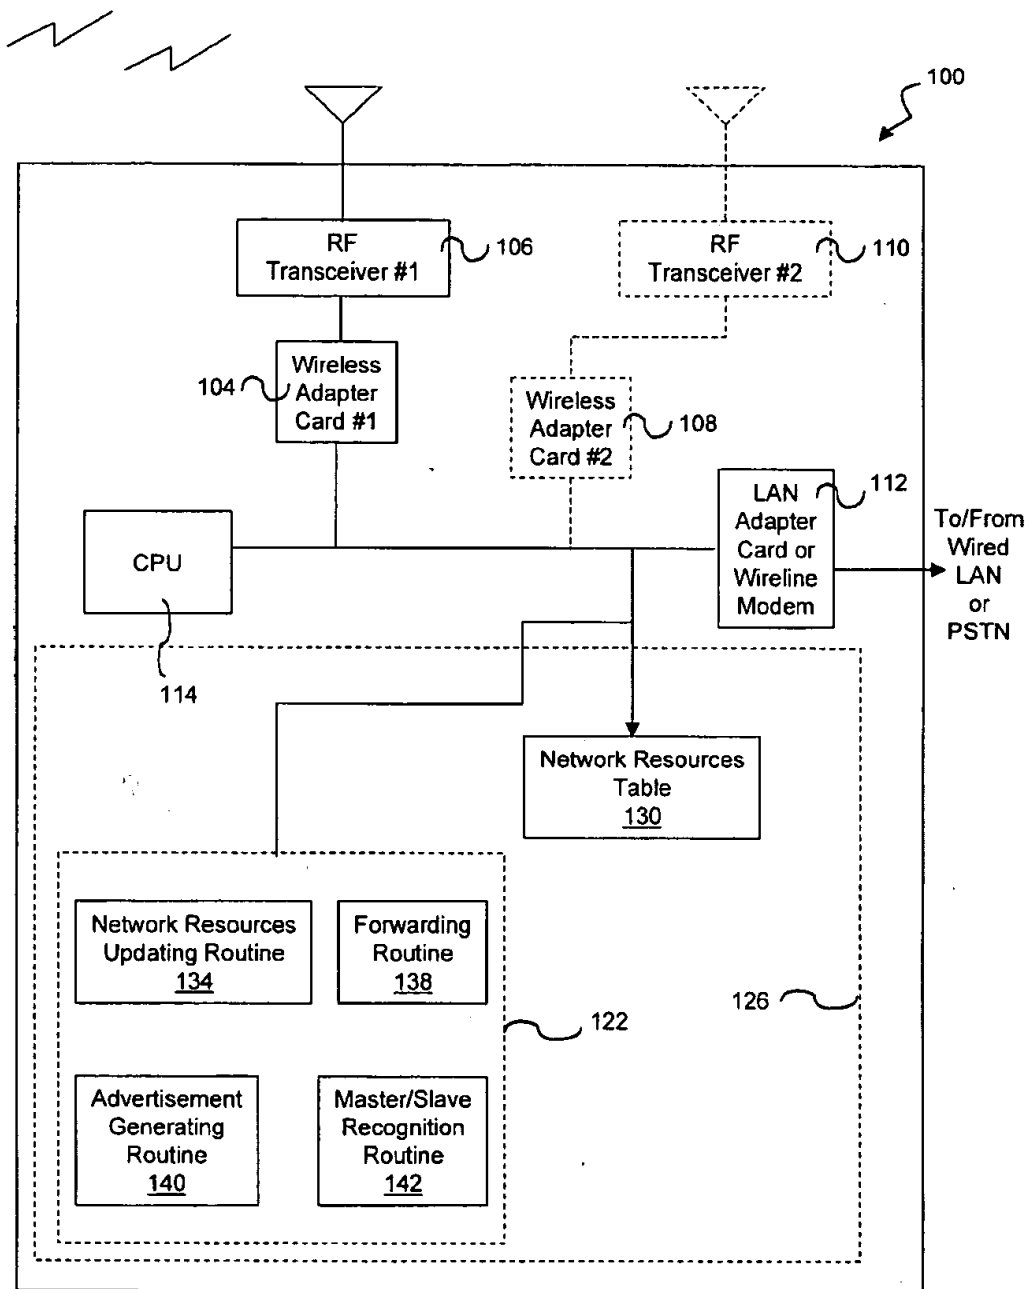 100
RF
Transceiver #1
106
RF
Transceiver #2
110
Wireless
Adapter
Card #1
104
Wireless
Adapter
Card #2
108
LAN
Adapter
Card or
Wireline
Modem
112
To/From
Wired
LAN
or
PSTN
CPU
114
Network Resources
Table
130
Network Resources
Updating Routine
134
Forwarding
Routine
138
122
126
Advertisement
Generating
Routine
140
Master/Slave
Recognition
Routine
142